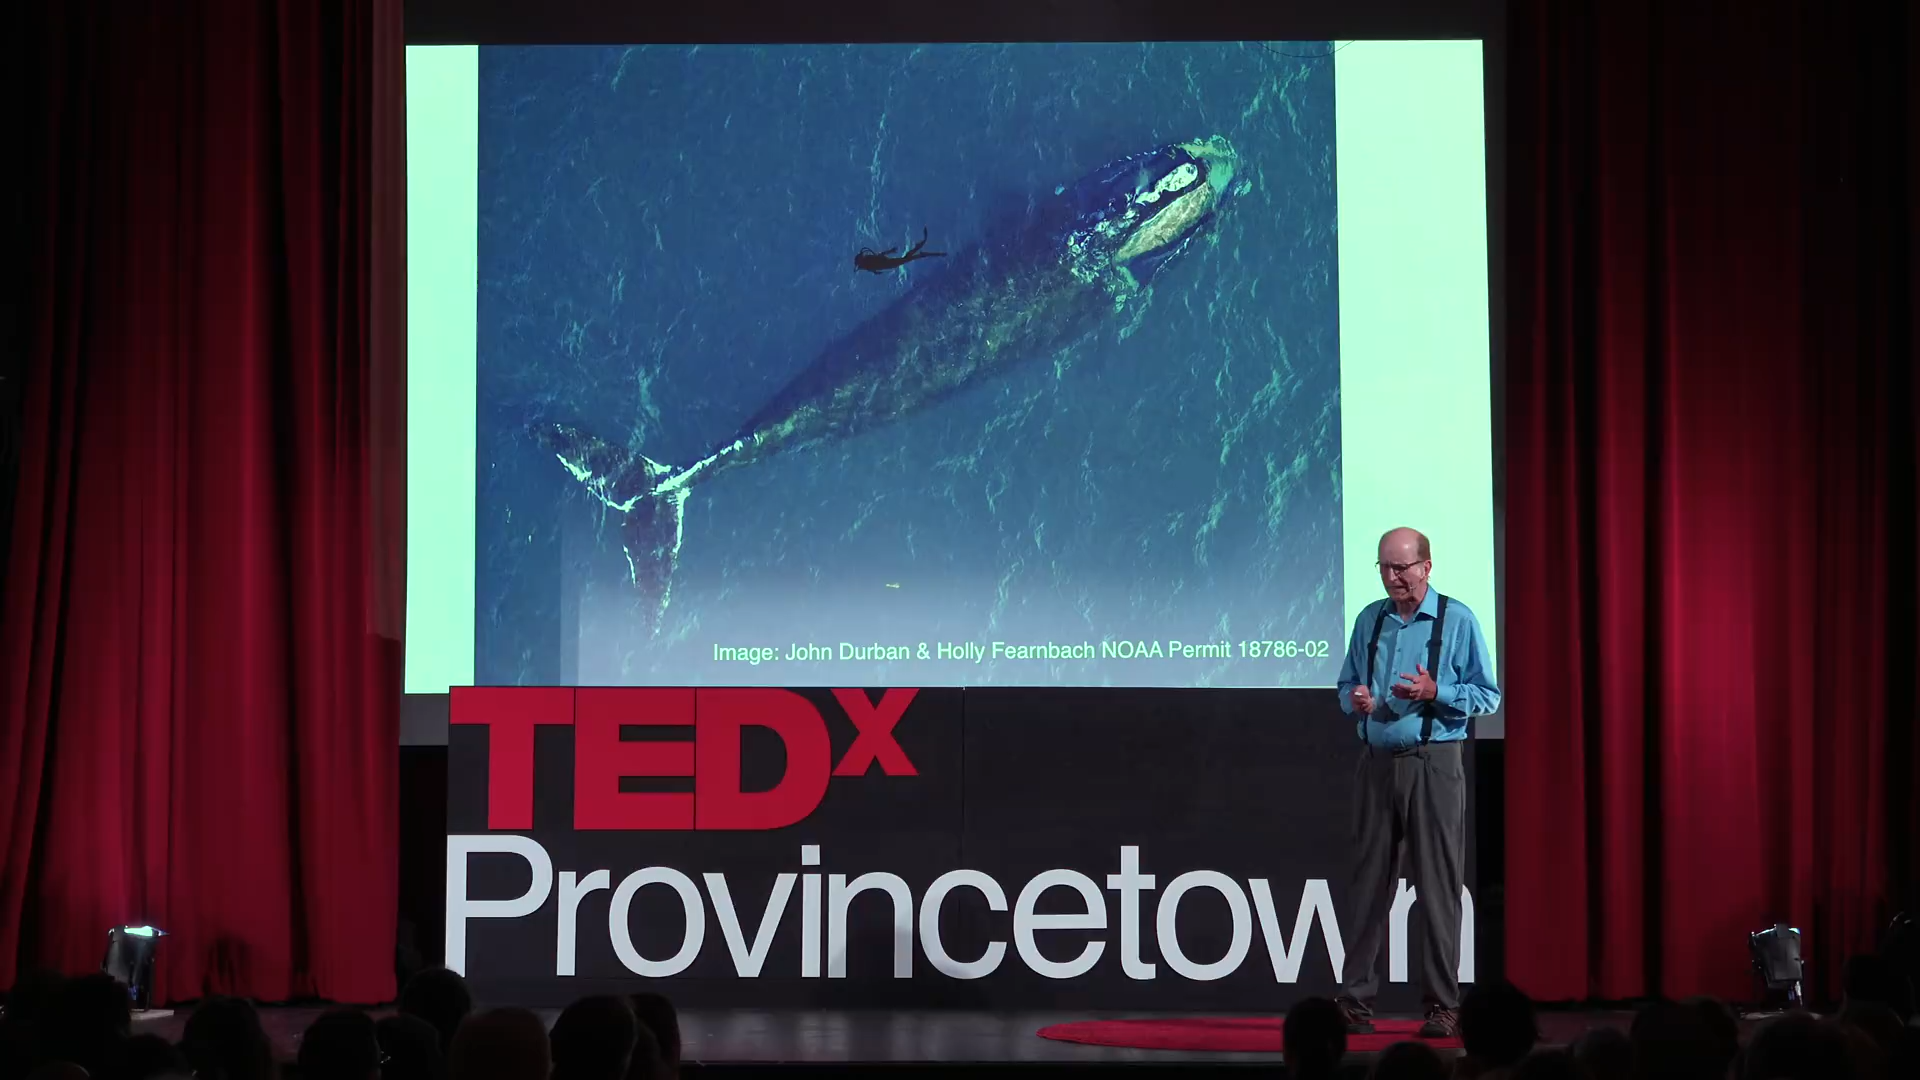 Image: John Durban & Holly Fearnbach NOAA Permit 18786-02
TEDx
Provincetown